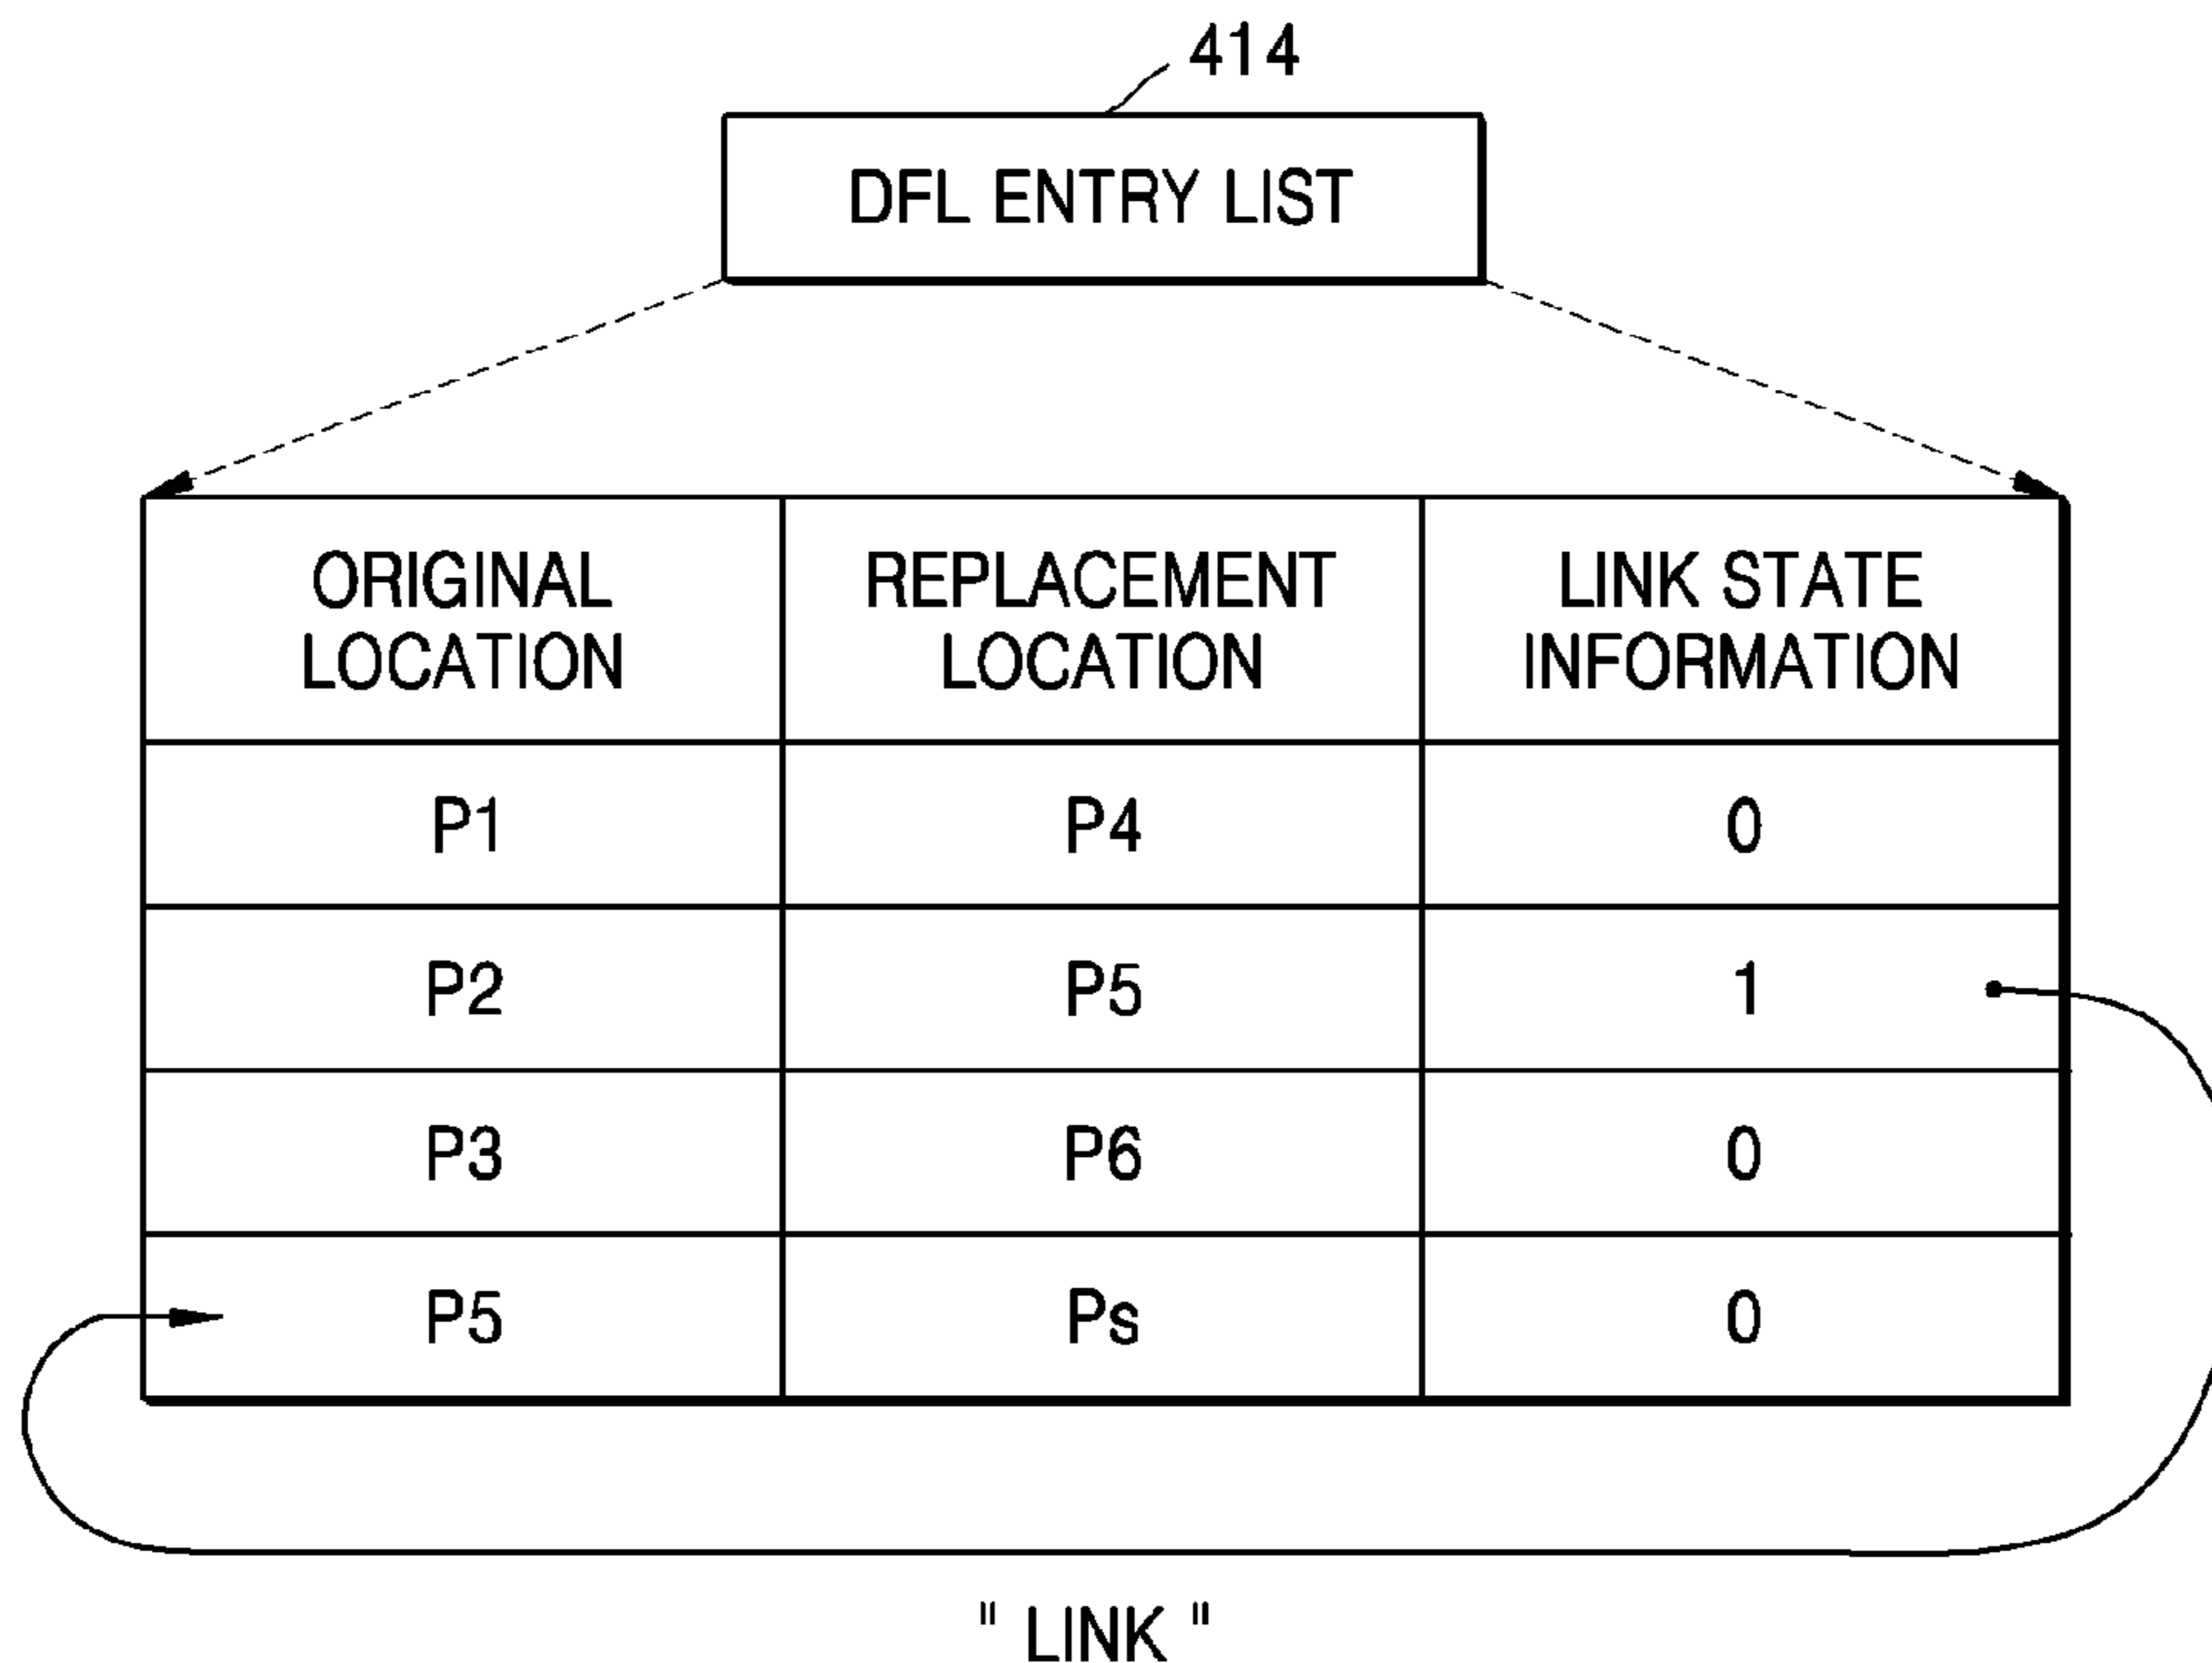 414
DFL ENTRY LIST
ORIGINAL LOCATION
REPLACEMENT LOCATION
LINK STATE INFORMATION
P1 P4 0
P2 P5 1
P3 P6 0
P5 Ps 0
" LINK "